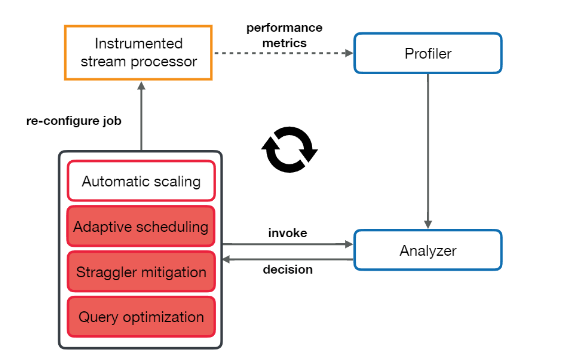 Instrumented
stream processor
performance
metrics
Profiler
re-configure job
Automatic scaling
Adaptive scheduling
Straggler mitigation
Query optimization
invoke
decision
Analyzer